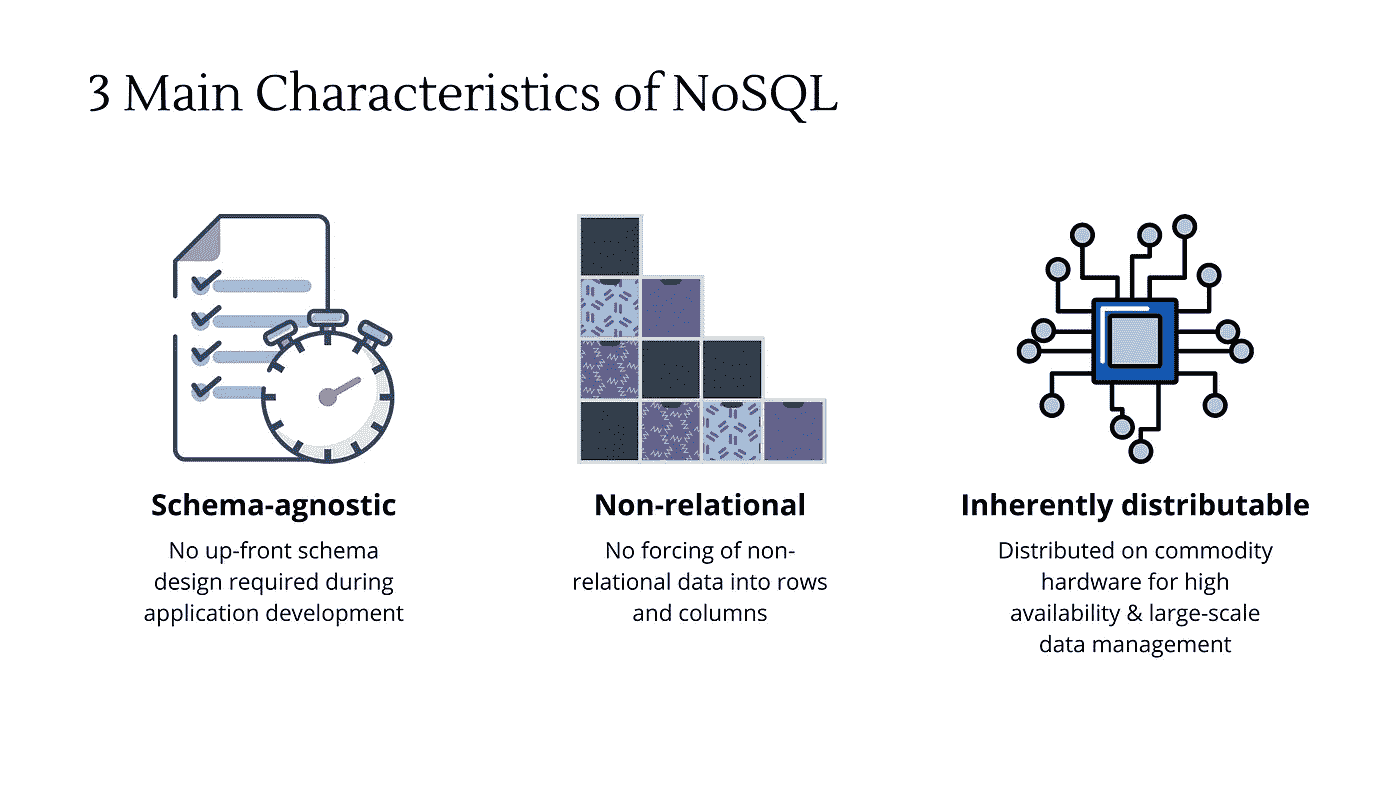 3 Main Characteristics of NoSQL
Schema-agnostic
No up-front schema
design required during
application development
Non-relational
No forcing of non-
relational data into rows
and columns
Inherently distributable
Distributed on commodity
hardware for high
availability & large-scale
data management